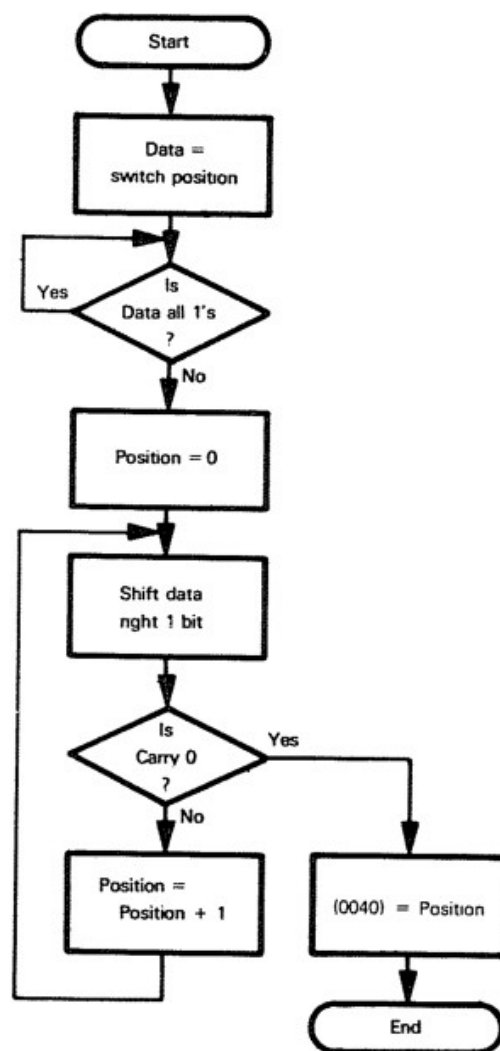 Start
Data =
switch position
Yes
Is
Data all 1's
?
No
Position = 0
Shift data
nght 1 bit
Is
Carry 0
?
Yes
No
Position =
Position + 1
(0040) = Position
End